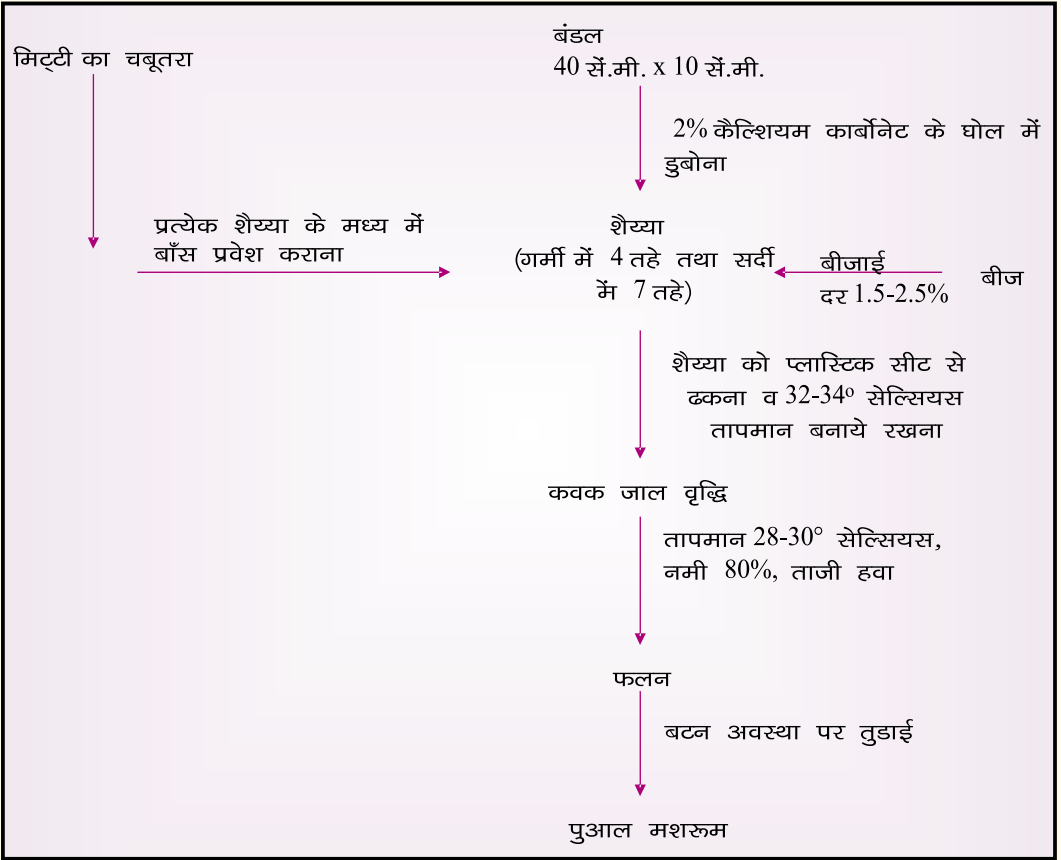 मिट्टी का चबूतरा
बंडल
40 सें.मी. x 10 सें.मी.
2% कैल्शियम कार्बोनेट के घोल में
डुबोना
प्रत्येक शैय्या के मध्य में
बाँस प्रवेश कराना
शैय्या
(गर्मी में 4 तहे तथा सर्दी
में 7 तहे)
बीजाई
दर 1.5-2.5%
बीज
शैय्या को प्लास्टिक सीट से
ढकना व 32-34º सेल्सियस
तापमान बनाये रखना
कवक जाल वृद्धि
तापमान 28-30° सेल्सियस,
नमी 80%, ताजी हवा
फलन
बटन अवस्था पर तुडाई
पुआल मशरूम